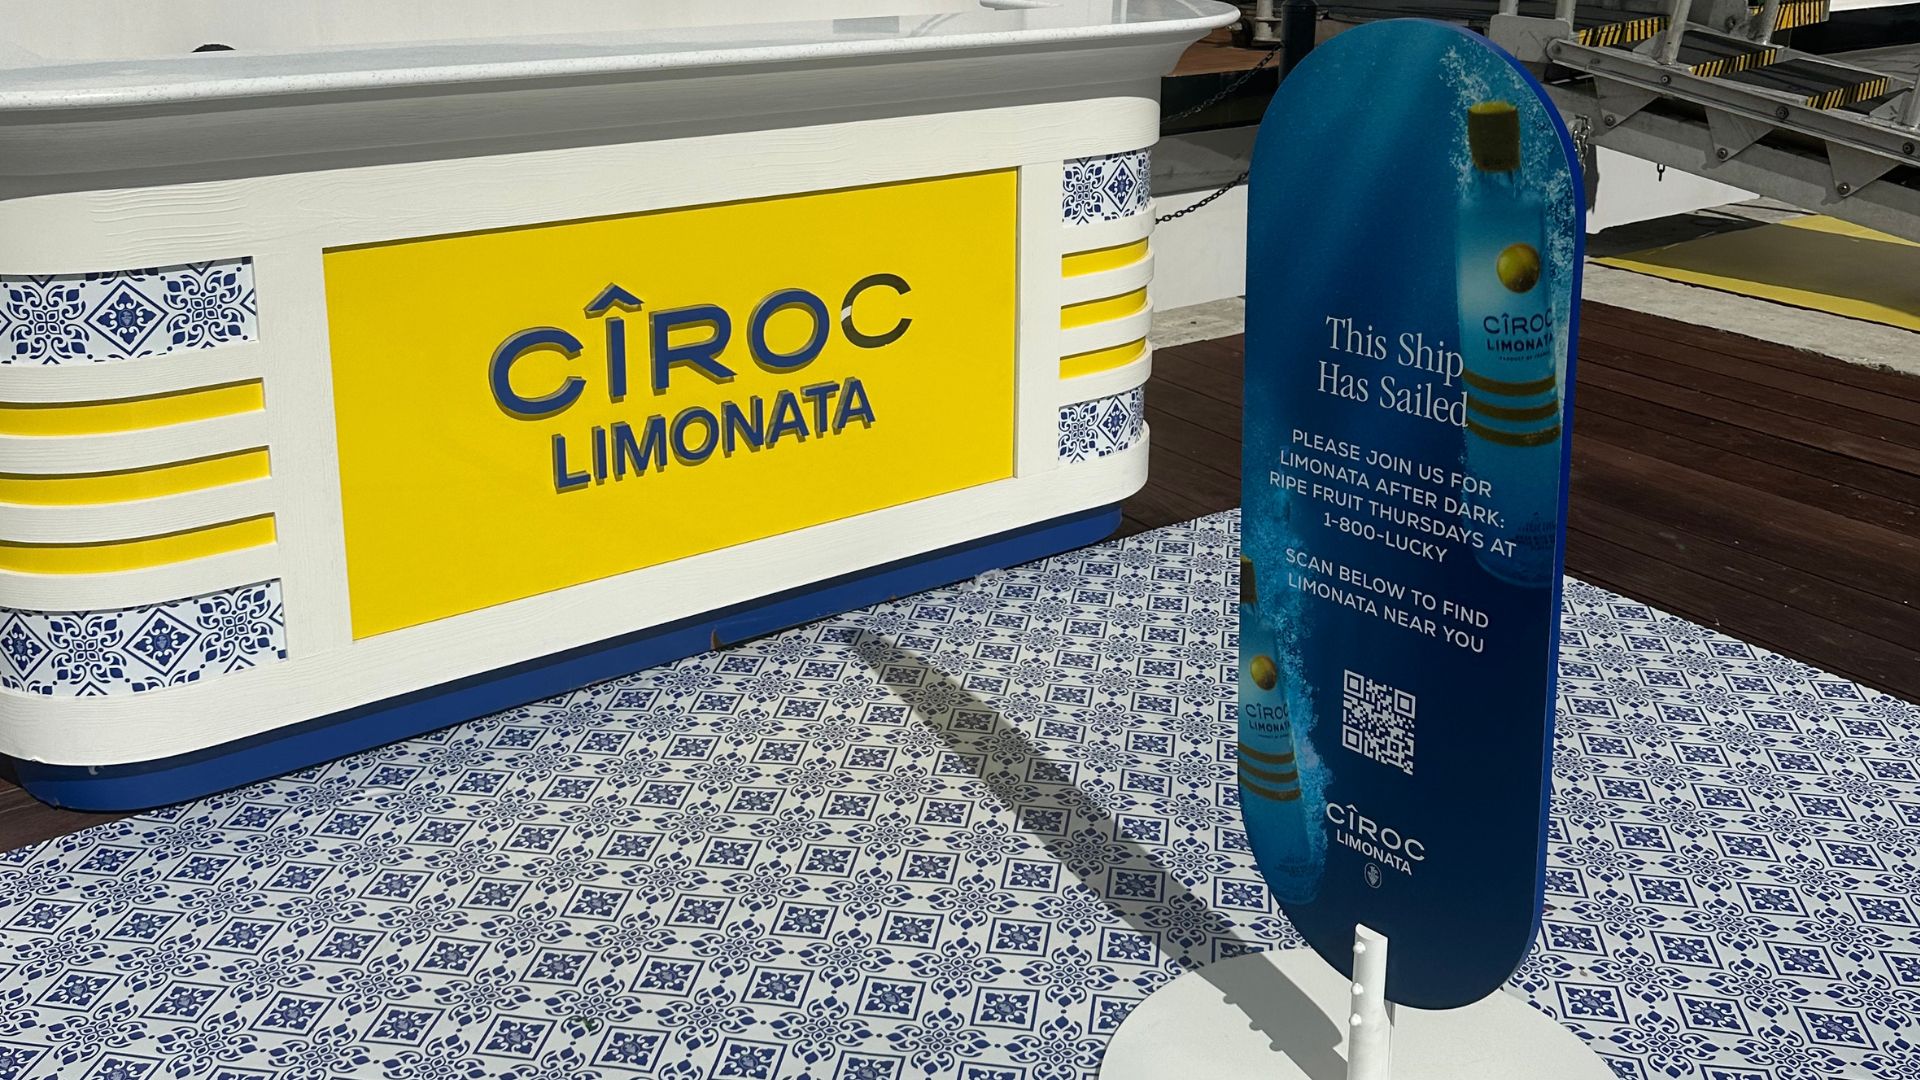 CÎROC
LIMONATA
This Ship
Has Sailed
PLEASE JOIN US FOR
LIMONATA AFTER DARK:
RIPE FRUIT THURSDAYS AT
1-800-LUCKY
SCAN BELOW TO FIND
LIMONATA NEAR YOU
CÎROC
LIMONATA
CÎROC
LIMONATA
CÎROC
LIMONATA